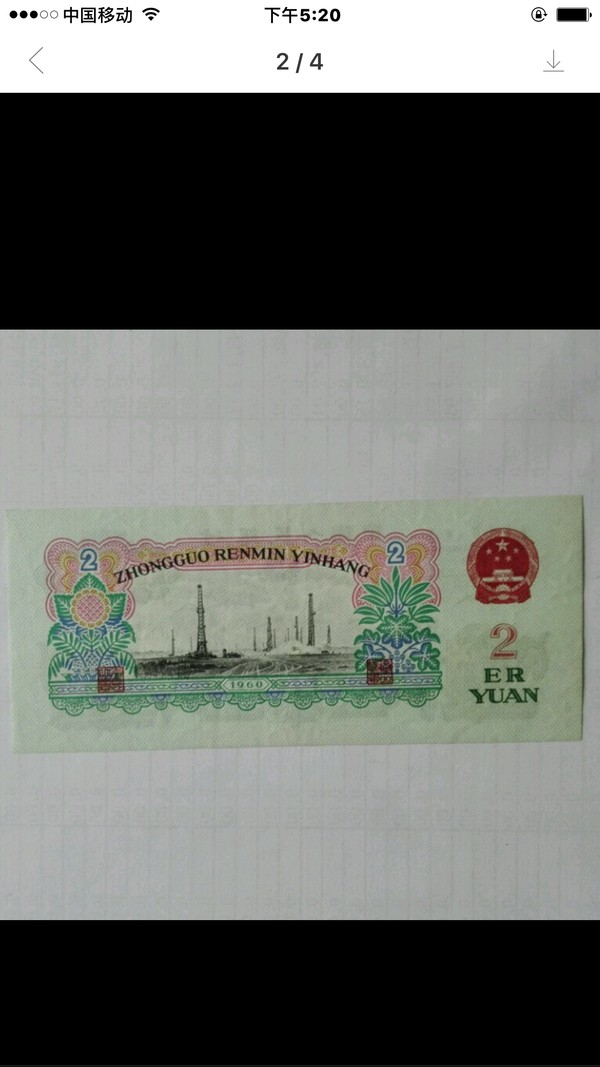 中国移动
下午5:20
2 / 4
2
2
ZHONGGUO RENMIN YINHANG
1960
2
ER
YUAN